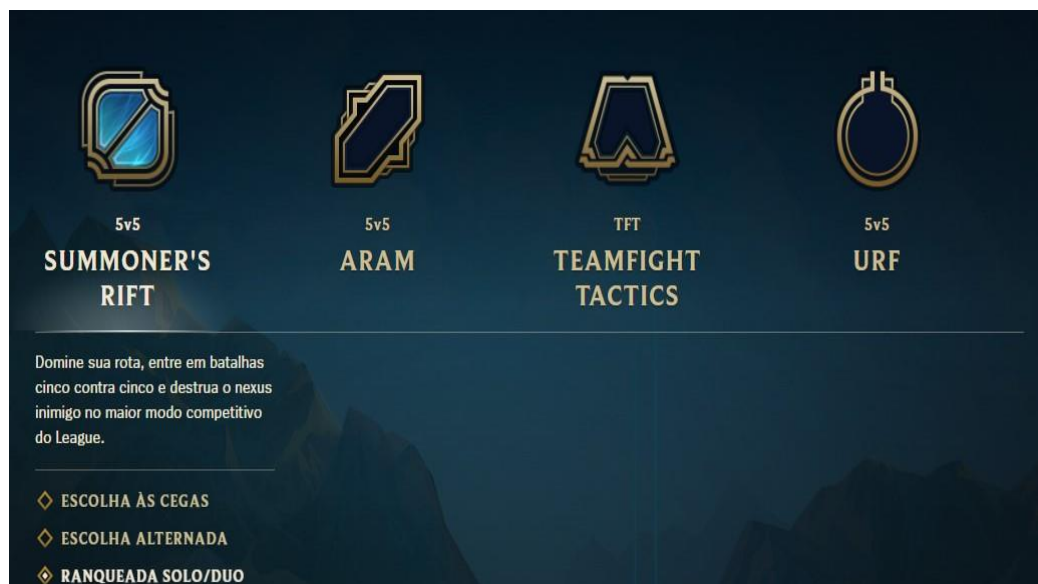 5v5
SUMMONER'S
RIFT
5v5
ARAM
TFT
TEAMFIGHT
TACTICS
5v5
URF
Domine sua rota, entre em batalhas
cinco contra cinco e destrua o nexus
inimigo no maior modo competitivo
do League.
ESCOLHA ÀS CEGAS
ESCOLHA ALTERNADA
RANQUEADA SOLO/DUO